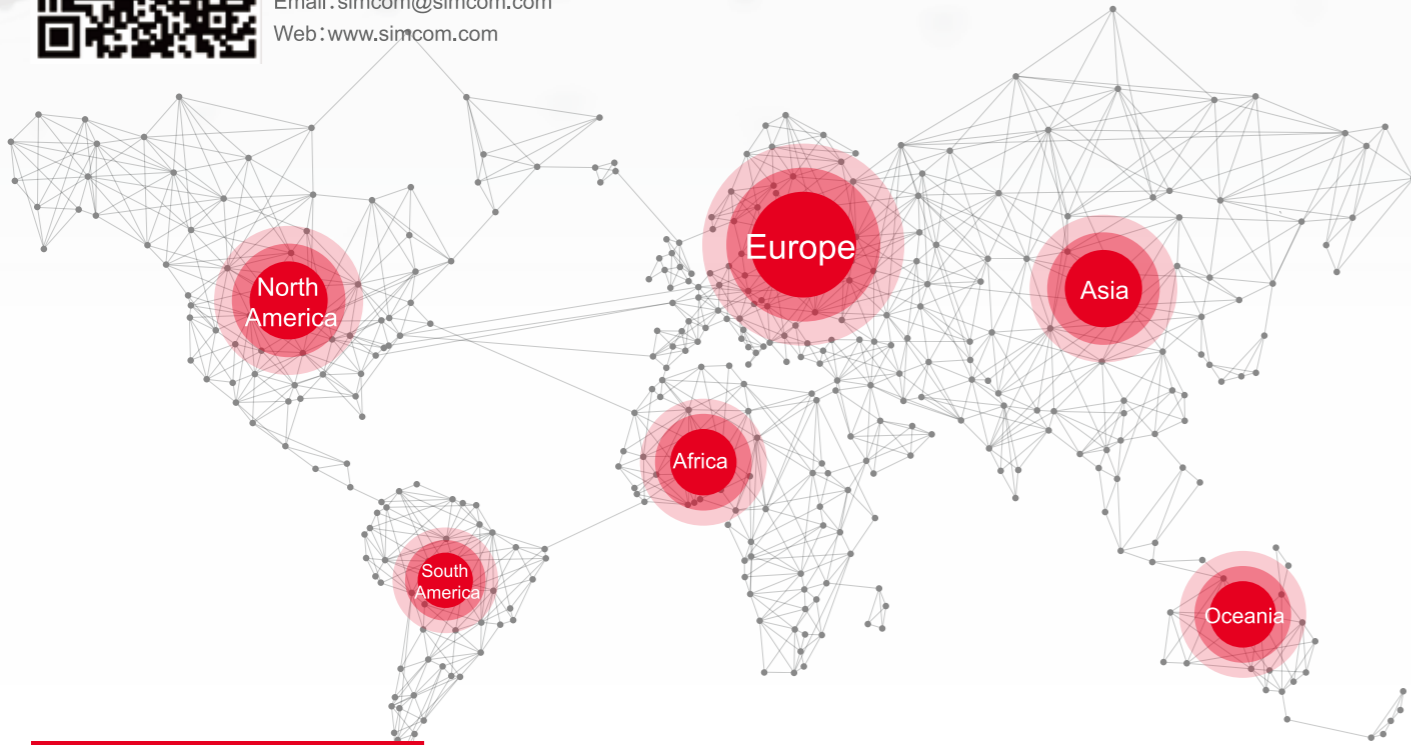 Email:simcom@simcom.com
Web:www.simcom.com
Europe
North
America
Asia
Africa
South
America
Oceania